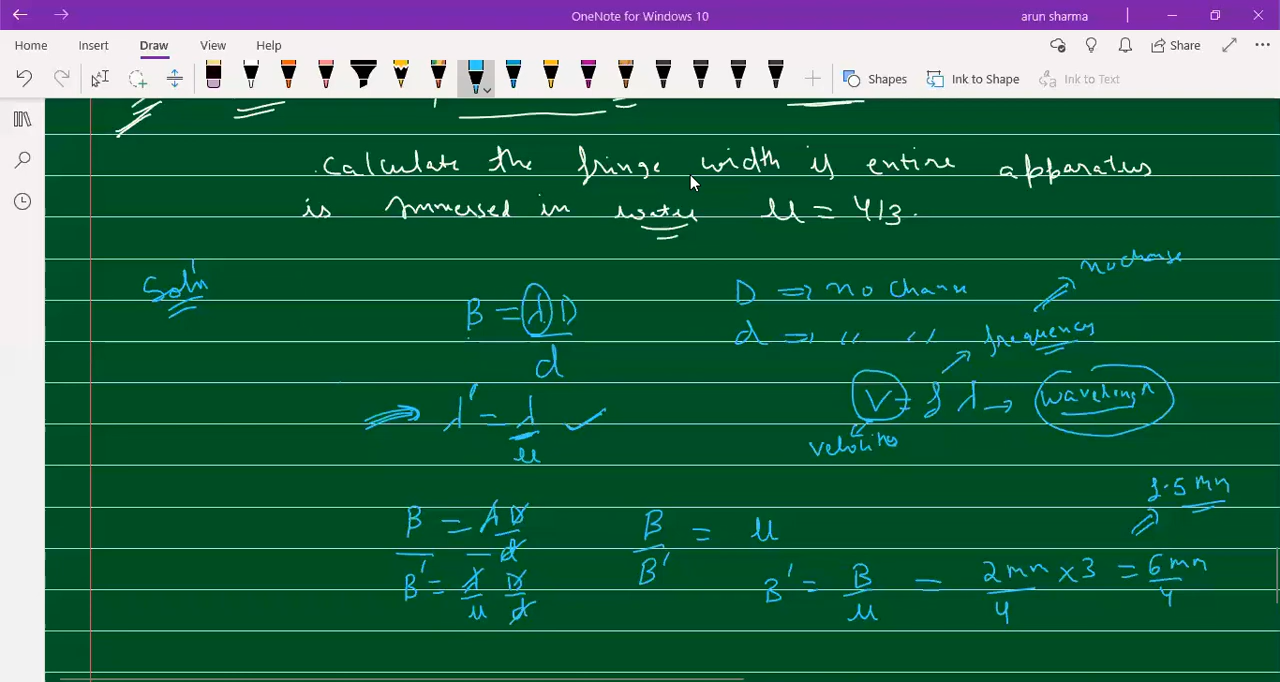 OneNote for Windows 10
arun sharma
Home Insert Draw View Help
Share
Shapes Ink to Shape Ink to Text
Calculate the fringe width if entire apparatus
is Immersed in water μ = 4/3.
Soln
B = λD / d
D => no change
d => " "
frequency
no change
V = f λ → wavelength
velocity
λ' = λ / μ
B = λ D / d
B' = λ / μ D / d
B / B' = μ
B' = B / μ = 2mm x 3 / 4 = 6mm / 4
1.5 mm